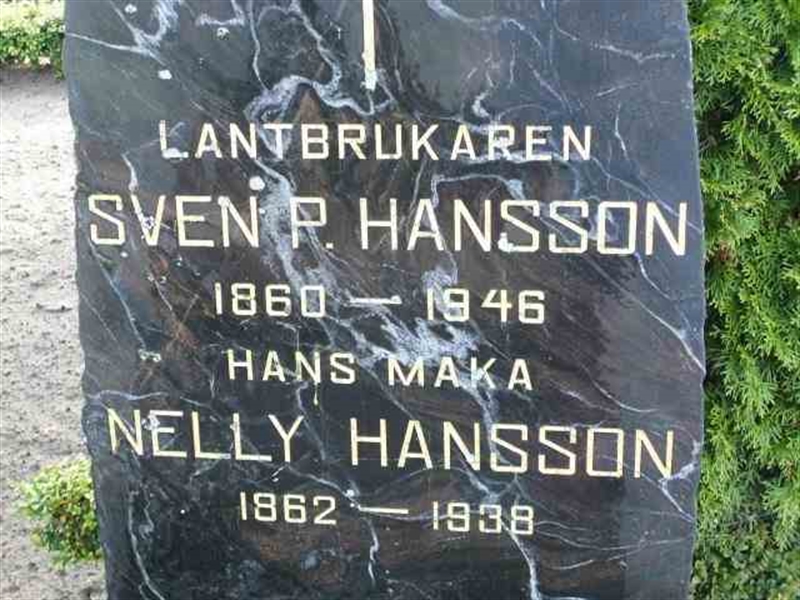 LANTBRUKAREN
SVEN P. HANSSON
1860 — 1946
HANS MAKA
NELLY HANSSON
1862 — 1938